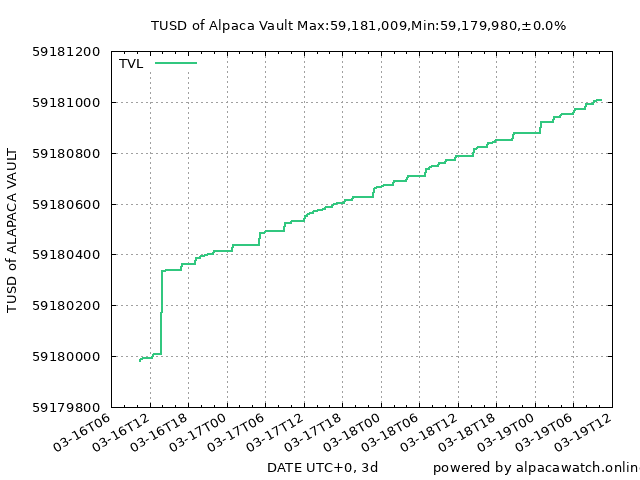 TUSD of Alpaca Vault Max:59,181,009,Min:59,179,980,±0.0%
TVL
59181200
59181000
59180800
59180600
59180400
59180200
59180000
59179800
TUSD of ALAPACA VAULT
03-16T06
03-16T12
03-16T18
03-17T00
03-17T06
03-17T12
03-17T18
03-18T00
03-18T06
03-18T12
03-18T18
03-19T00
03-19T06
03-19T12
DATE UTC+0, 3d
powered by alpacawatch.online